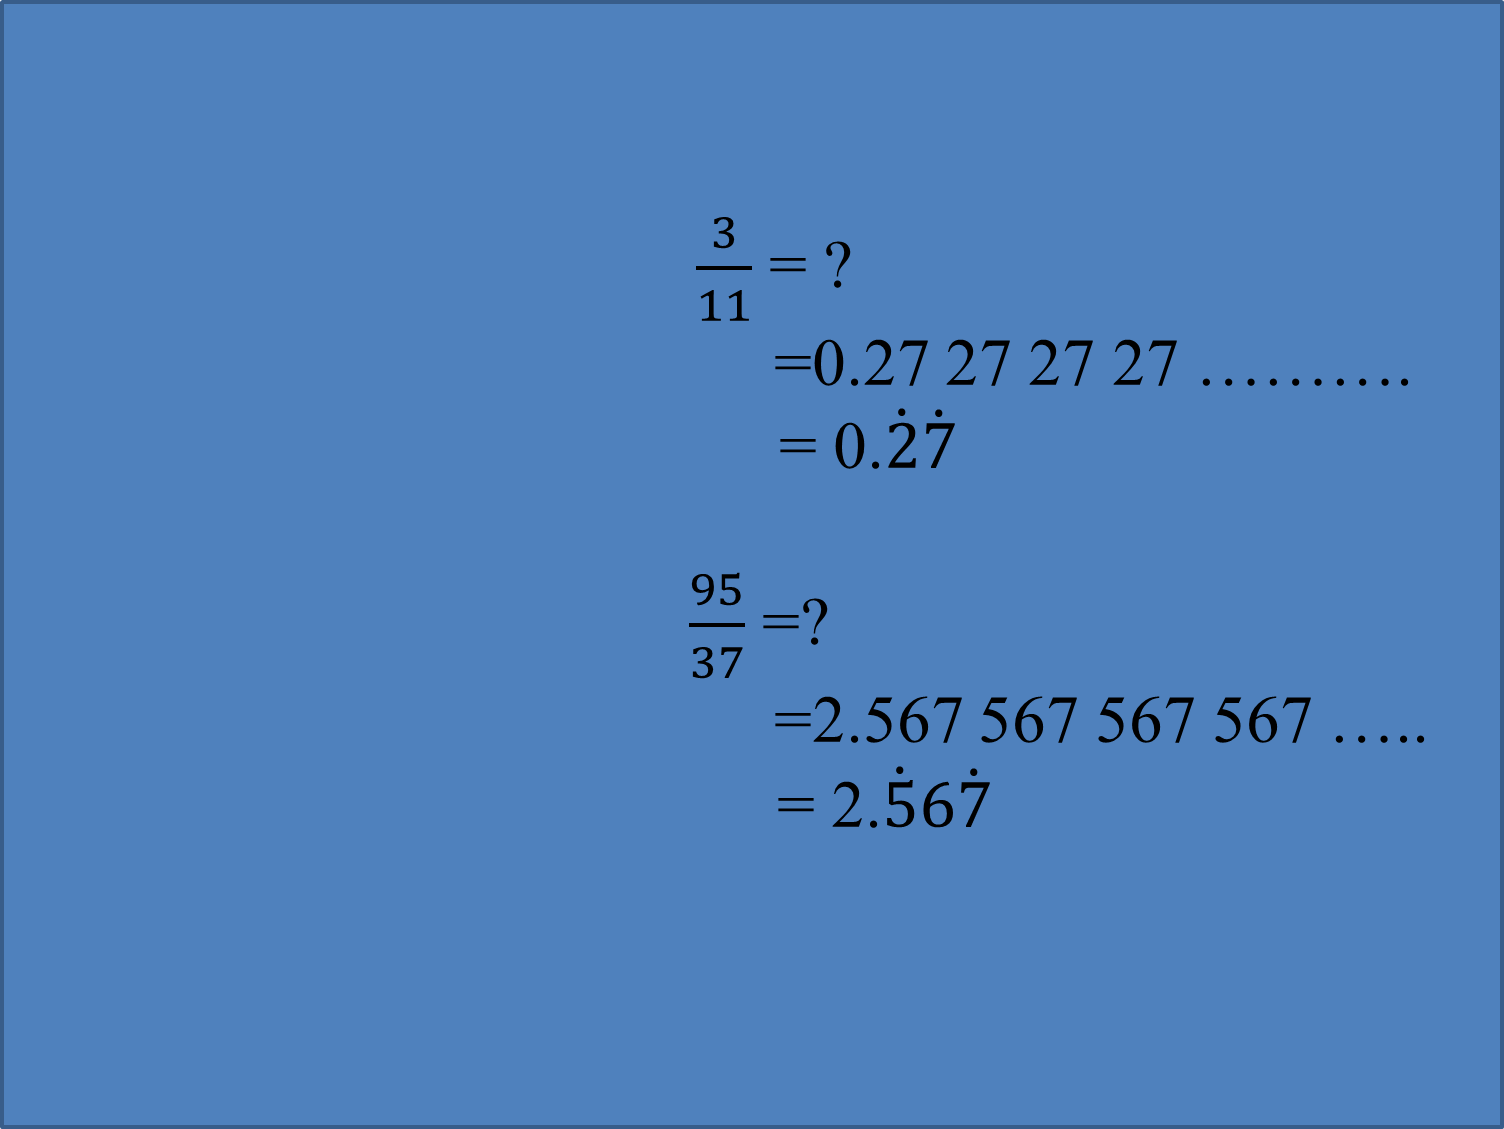 3/11 = ?
=0.27 27 27 27 ……….
= 0.2̇7̇
95/37 =?
=2.567 567 567 567 …..
= 2.5̇67̇